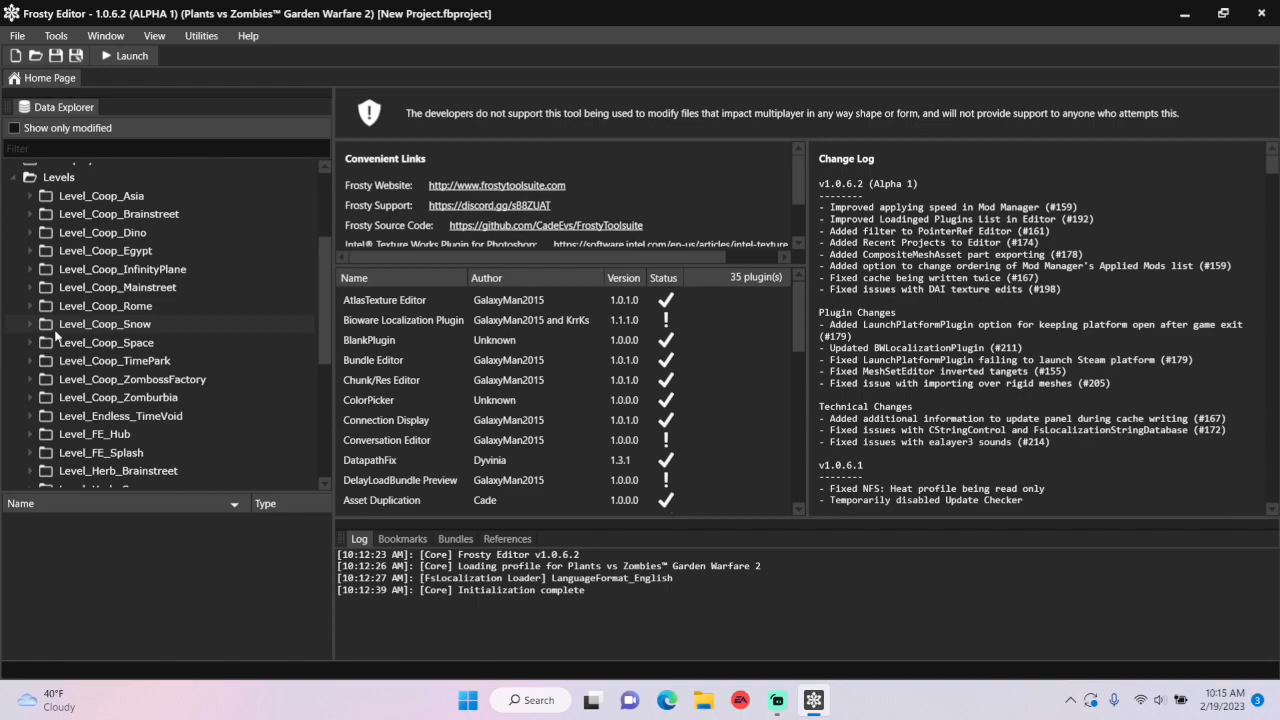 Frosty Editor - 1.0.6.2 (ALPHA 1) (Plants vs Zombies™ Garden Warfare 2) [New Project.fbproject]
File Tools Window View Utilities Help
Launch
Home Page
Data Explorer
Show only modified
Filter
Levels
Level_Coop_Asia
Level_Coop_Brainstreet
Level_Coop_Dino
Level_Coop_Egypt
Level_Coop_InfinityPlane
Level_Coop_Mainstreet
Level_Coop_Rome
Level_Coop_Snow
Level_Coop_Space
Level_Coop_TimePark
Level_Coop_ZombossFactory
Level_Coop_Zomburbia
Level_Endless_TimeVoid
Level_FE_Hub
Level_FE_Splash
Level_Herb_Brainstreet
Name Type
The developers do not support this tool being used to modify files that impact multiplayer in any way shape or form, and will not provide support to anyone who attempts this.
Convenient Links
Frosty Website: http://www.frostytoolsuite.com
Frosty Support: https://discord.gg/sB8ZUAT
Frosty Source Code: https://github.com/CadeEvs/FrostyToolsuite
Intel® Texture Works Plugin for Photoshop: https://software.intel.com/en-us/articles/intel-texture
Name Author Version Status 35 plugin(s)
AtlasTexture Editor GalaxyMan2015 1.0.1.0
Bioware Localization Plugin GalaxyMan2015 and KrrKs 1.1.1.0
BlankPlugin Unknown 1.0.0.0
Bundle Editor GalaxyMan2015 1.0.1.0
Chunk/Res Editor GalaxyMan2015 1.0.1.0
ColorPicker Unknown 1.0.0.0
Connection Display GalaxyMan2015 1.0.1.0
Conversation Editor GalaxyMan2015 1.0.0.0
DatapathFix Dyvinia 1.3.1
DelayLoadBundle Preview GalaxyMan2015 1.0.0.0
Asset Duplication Cade 1.0.0.0
Change Log
v1.0.6.2 (Alpha 1)
--------
- Improved applying speed in Mod Manager (#159)
- Improved Loadinged Plugins List in Editor (#192)
- Added filter to PointerRef Editor (#161)
- Added Recent Projects to Editor (#174)
- Added CompositeMeshAsset part exporting (#178)
- Added option to change ordering of Mod Manager's Applied Mods list (#159)
- Fixed cache being written twice (#167)
- Fixed issues with DAI texture edits (#198)
Plugin Changes
- Added LaunchPlatformPlugin option for keeping platform open after game exit
(#179)
- Updated BWLocalizationPlugin (#211)
- Fixed LaunchPlatformPlugin failing to launch Steam platform (#179)
- Fixed MeshSetEditor inverted tangets (#155)
- Fixed issue with importing over rigid meshes (#205)
Technical Changes
- Added additional information to update panel during cache writing (#167)
- Fixed issues with CStringControl and FsLocalizationStringDatabase (#172)
- Fixed issues with ealayer3 sounds (#214)
v1.0.6.1
--------
- Fixed NFS: Heat profile being read only
- Temporarily disabled Update Checker
Log Bookmarks Bundles References
[10:12:23 AM]: [Core] Frosty Editor v1.0.6.2
[10:12:26 AM]: [Core] Loading profile for Plants vs Zombies™ Garden Warfare 2
[10:12:27 AM]: [FsLocalization Loader] LanguageFormat_English
[10:12:39 AM]: [Core] Initialization complete
40°F
Cloudy
Search
EA
10:15 AM
2/19/2023
3